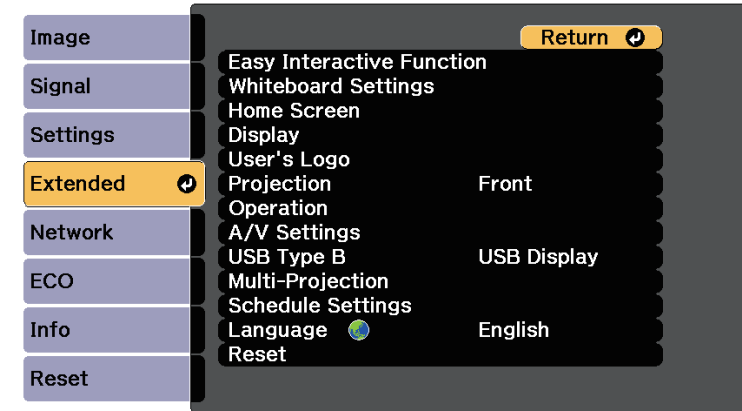 Image
Signal
Settings
Extended
Network
ECO
Info
Reset
Return
Easy Interactive Function
Whiteboard Settings
Home Screen
Display
User's Logo
Projection Front
Operation
A/V Settings
USB Type B USB Display
Multi-Projection
Schedule Settings
Language English
Reset